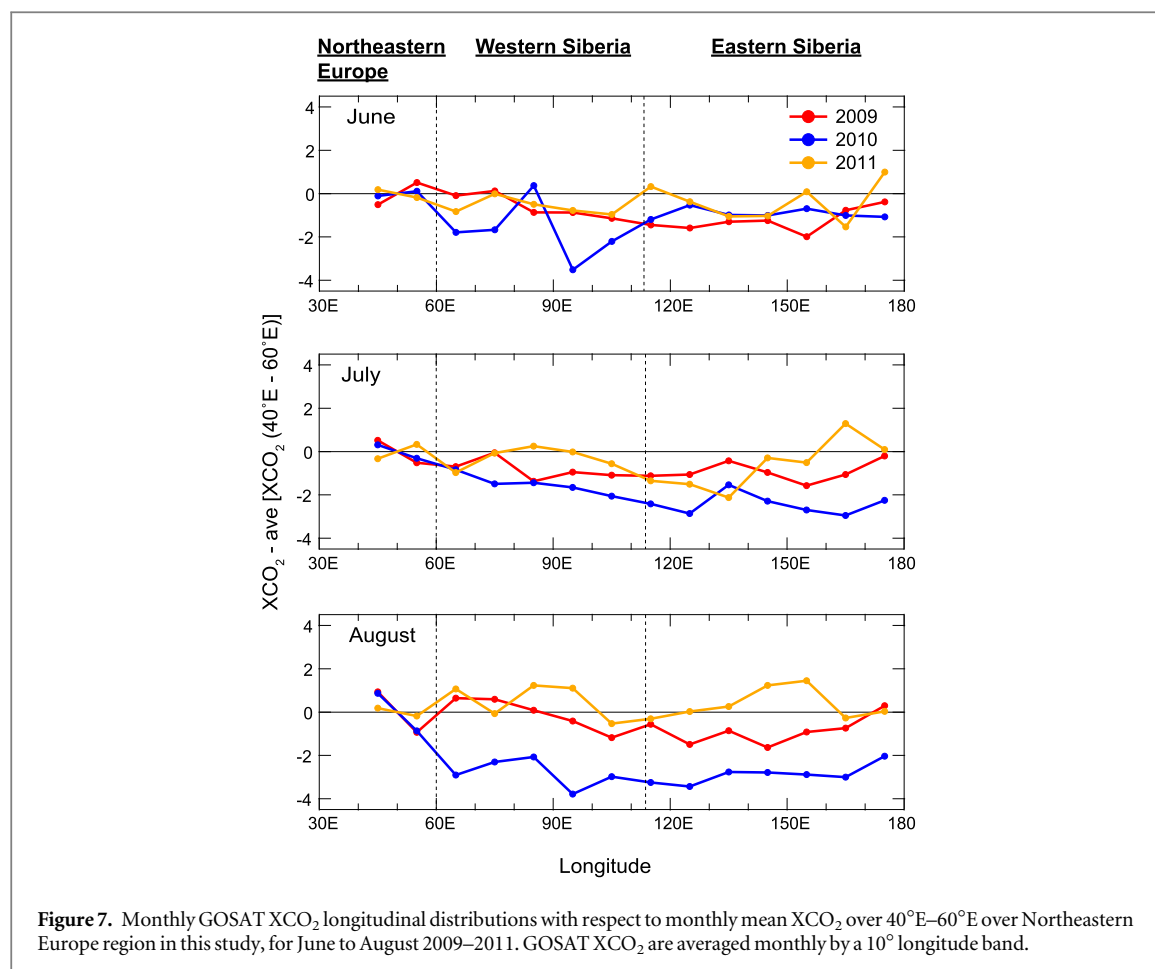 Northeastern Europe
Western Siberia
Eastern Siberia
June
2009
2010
2011
4
2
0
-2
-4
30E 60E 90E 120E 150E 180
July
4
2
0
-2
-4
30E 60E 90E 120E 150E 180
XCO₂ - ave [XCO₂ (40°E - 60°E)]
August
4
2
0
-2
-4
30E 60E 90E 120E 150E 180
Longitude
Figure 7. Monthly GOSAT XCO₂ longitudinal distributions with respect to monthly mean XCO₂ over 40°E–60°E over Northeastern
Europe region in this study, for June to August 2009–2011. GOSAT XCO₂ are averaged monthly by a 10° longitude band.